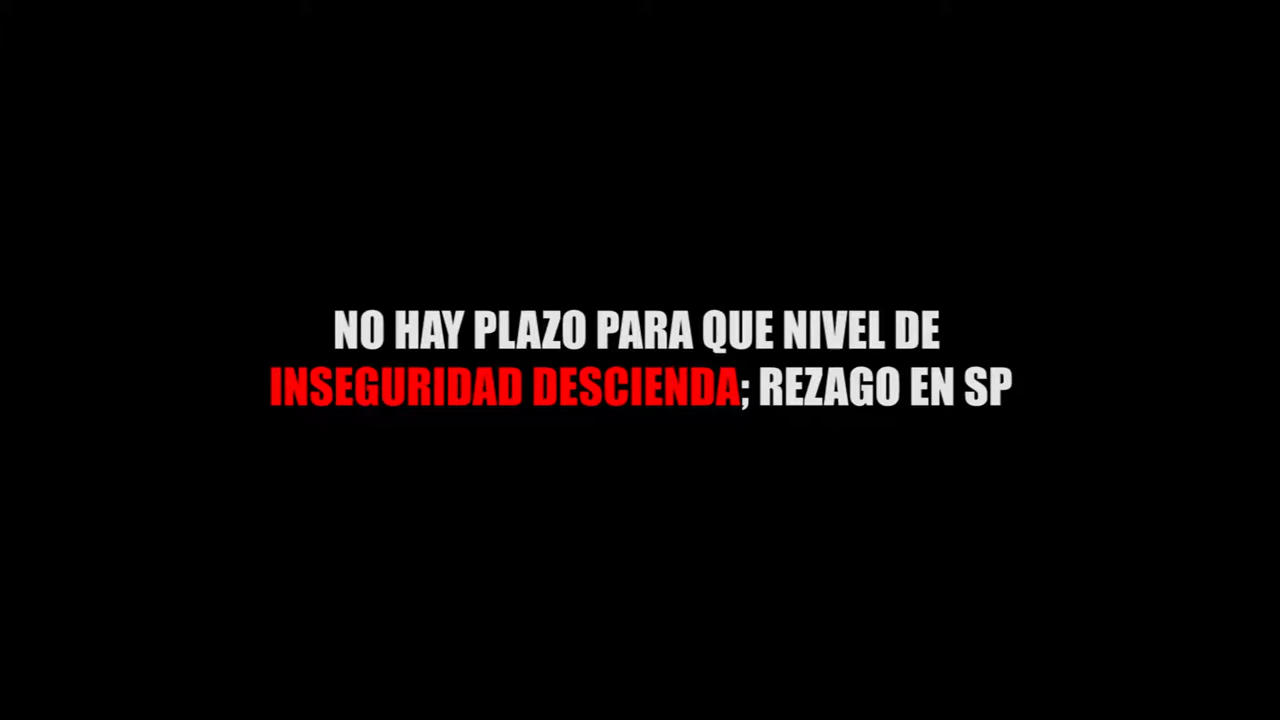 NO HAY PLAZO PARA QUE NIVEL DE
INSEGURIDAD DESCIENDA; REZAGO EN SP